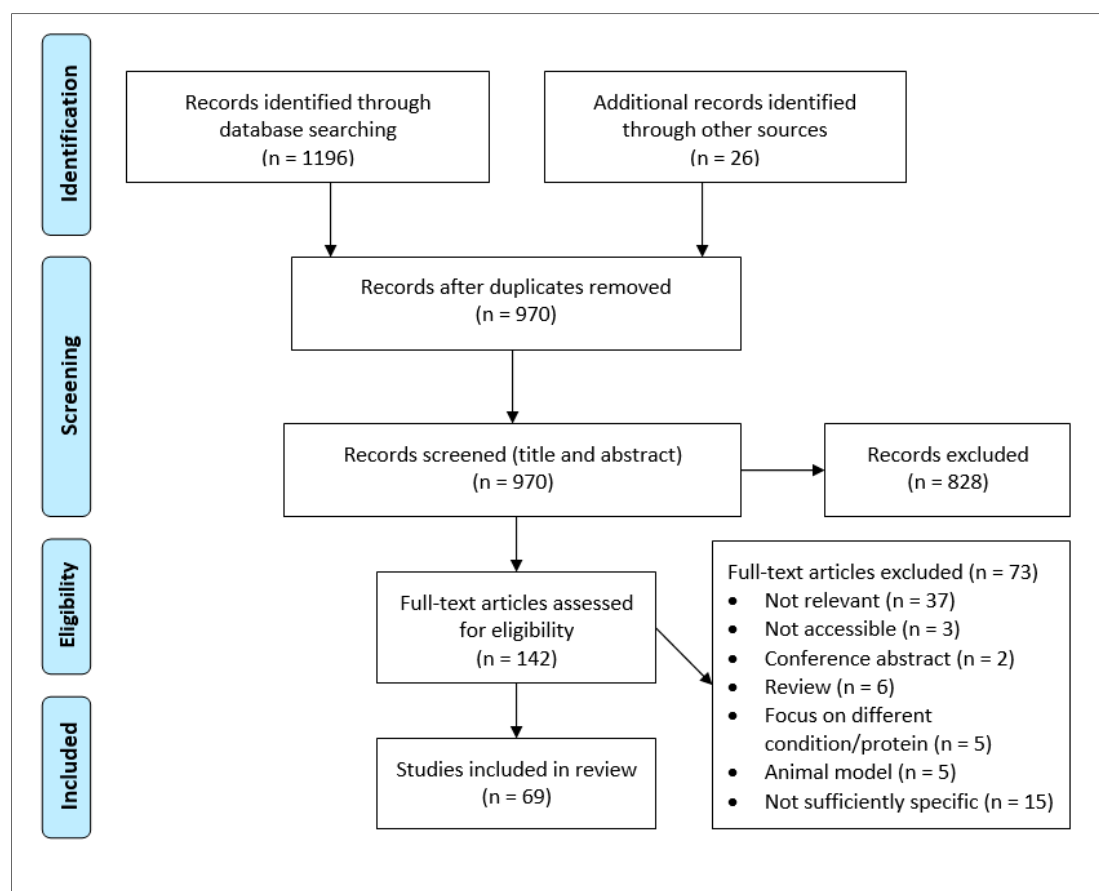 Identification
Records identified through
database searching
(n = 1196)
Additional records identified
through other sources
(n = 26)
Screening
Records after duplicates removed
(n = 970)
Records screened (title and abstract)
(n = 970)
Records excluded
(n = 828)
Eligibility
Full-text articles assessed
for eligibility
(n = 142)
Full-text articles excluded (n = 73)
• Not relevant (n = 37)
• Not accessible (n = 3)
• Conference abstract (n = 2)
• Review (n = 6)
• Focus on different
condition/protein (n = 5)
• Animal model (n = 5)
• Not sufficiently specific (n = 15)
Included
Studies included in review
(n = 69)